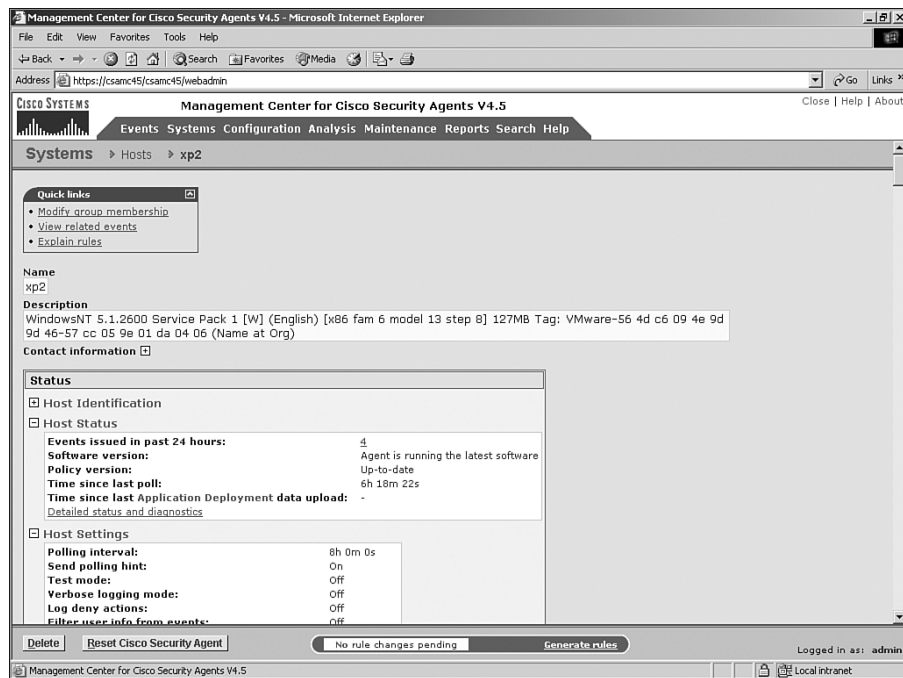 Management Center for Cisco Security Agents V4.5 - Microsoft Internet Explorer
File Edit View Favorites Tools Help
Back Search Favorites Media
Address https://csamc45/csamc45/webadmin Go Links »
CISCO SYSTEMS Management Center for Cisco Security Agents V4.5 Close | Help | About
Events Systems Configuration Analysis Maintenance Reports Search Help
Systems Hosts xp2
Quick links
• Modify group membership
• View related events
• Explain rules
Name
xp2
Description
WindowsNT 5.1.2600 Service Pack 1 [W] (English) [x86 fam 6 model 13 step 8] 127MB Tag: VMware-56 4d c6 09 4e 9d
9d 46-57 cc 05 9e 01 da 04 06 (Name at Org)
Contact information
Status
Host Identification
Host Status
Events issued in past 24 hours: 4
Software version: Agent is running the latest software
Policy version: Up-to-date
Time since last poll: 6h 18m 22s
Time since last Application Deployment data upload: -
Detailed status and diagnostics
Host Settings
Polling interval: 8h 0m 0s
Send polling hint: On
Test mode: Off
Verbose logging mode: Off
Log deny actions: Off
Filter user info from events: Off
Delete Reset Cisco Security Agent No rule changes pending Generate rules Logged in as: admin
Management Center for Cisco Security Agents V4.5 Local intranet